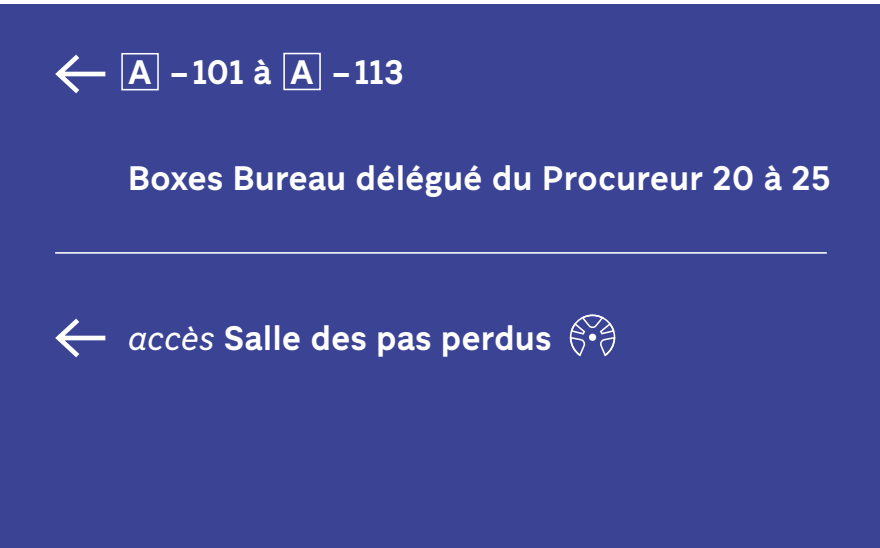 ← A –101 à A –113
Boxes Bureau délégué du Procureur 20 à 25
← accès Salle des pas perdus